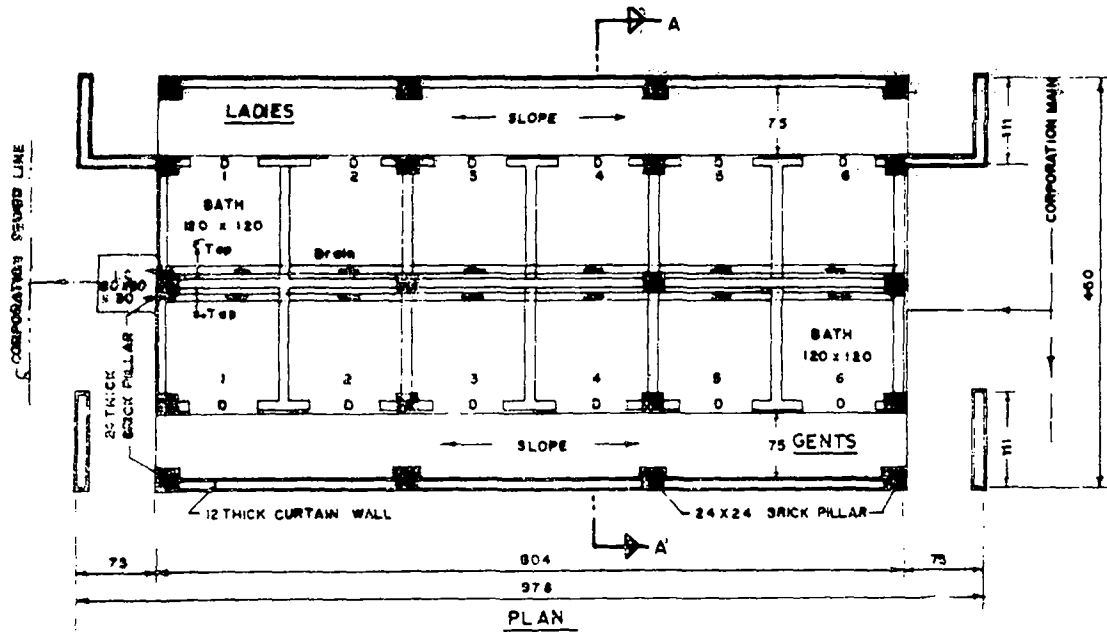 A
LADIES
SLOPE
75
111
CORPORATION MAIN
CORPORATION SEWER LINE
D D D D D D
1 2 3 4 5 6
BATH
120 x 120
Tap
Drain
460
Tap
BATH
120 x 120
24 THICK
BRICK PILLAR
1 2 3 4 5 6
D D D D D D
SLOPE
75
GENTS
111
12 THICK CURTAIN WALL
24 X 24 BRICK PILLAR
A'
75
804
75
978
PLAN